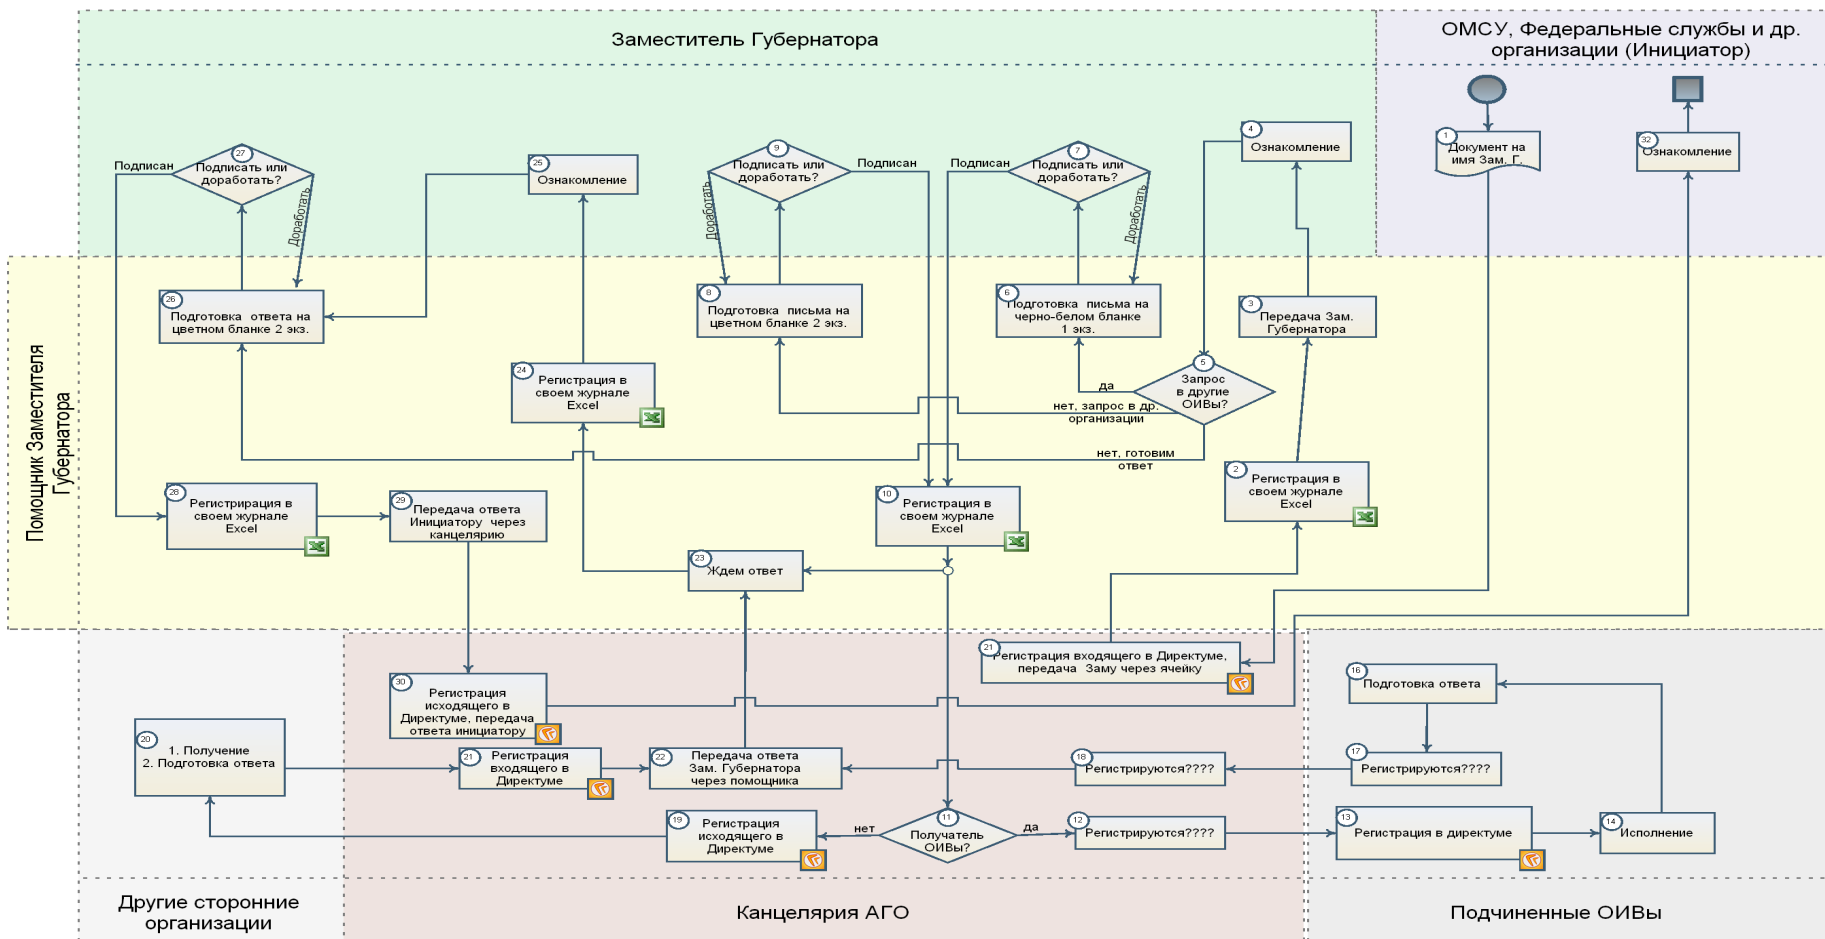 Заместитель Губернатора
ОМСУ, Федеральные службы и др.
организации (Инициатор)
27
Подписать или
доработать?
Подписан
Доработать
25
Ознакомление
9
Подписать или
доработать?
Подписан
Доработать
7
Подписать или
доработать?
Подписан
Доработать
4
Ознакомление
1
Документ на
имя Зам. Г.
32
Ознакомление
Помощник Заместителя
Губернатора
26
Подготовка ответа на
цветном бланке 2 экз.
8
Подготовка письма на
цветном бланке 2 экз.
6
Подготовка письма на
черно-белом бланке
1 экз.
3
Передача Зам.
Губернатора
24
Регистрация в
своем журнале
Excel
5
Запрос
в другие
ОИВы?
да
нет, запрос в др.
организации
нет, готовим
ответ
2
Регистрация в
своем журнале
Excel
28
Регистрирация в
своем журнале
Excel
29
Передача ответа
Инициатору через
канцелярию
10
Регистрация в
своем журнале
Excel
23
Ждем ответ
21
Регистрация входящего в Директуме,
передача Заму через ячейку
30
Регистрация
исходящего в
Директуме, передача
ответа инициатору
16
Подготовка ответа
20
1. Получение
2. Подготовка ответа
21
Регистрация
входящего в
Директуме
22
Передача ответа
Зам. Губернатора
через помощника
18
Регистрируются????
17
Регистрируются????
19
Регистрация
исходящего в
Директуме
нет
11
Получатель
ОИВы?
да
12
Регистрируются????
13
Регистрация в директуме
14
Исполнение
Другие сторонние
организации
Канцелярия АГО
Подчиненные ОИВы